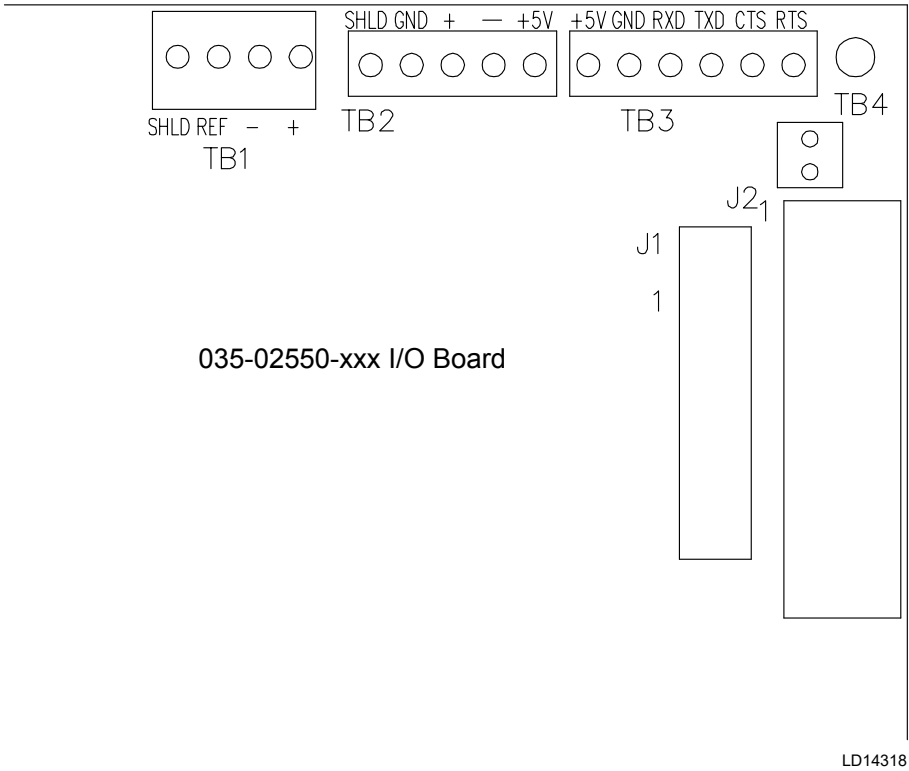 SHLD GND + — +5V
+5V GND RXD TXD CTS RTS
SHLD REF - +
TB1
TB2
TB3
TB4
J2
1
J1
1
035-02550-xxx I/O Board
LD14318